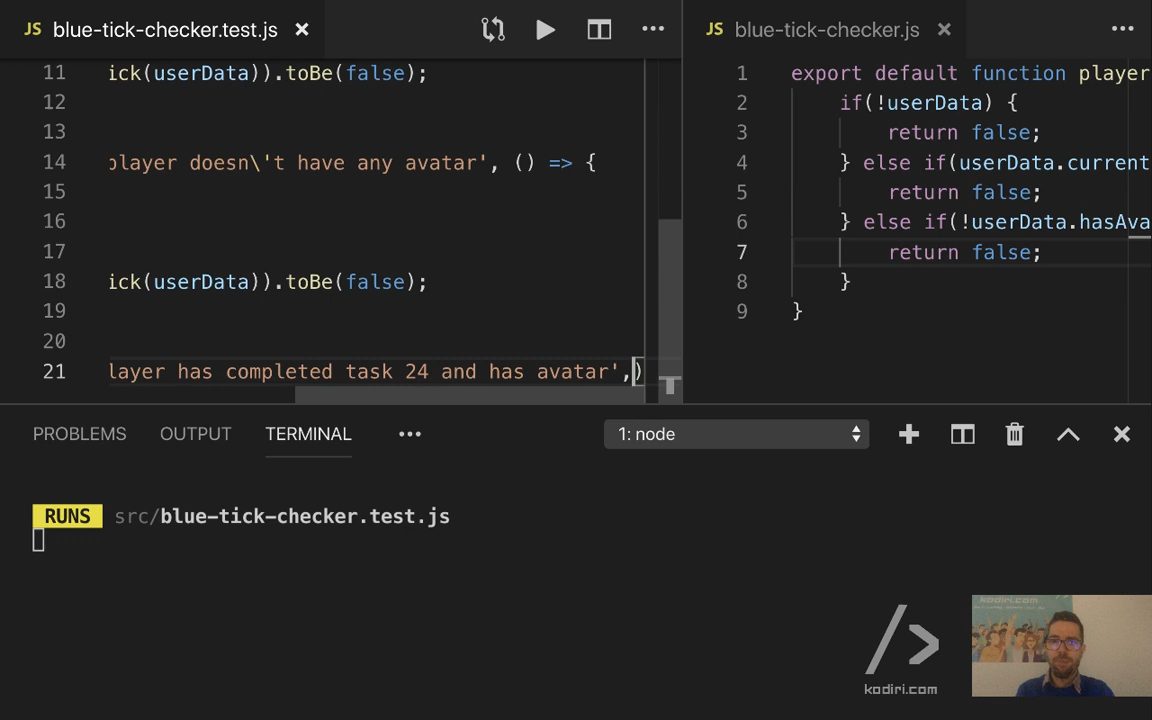 JS blue-tick-checker.test.js
11 ick(userData)).toBe(false);
12
13
14 player doesn\'t have any avatar', () => {
15
16
17
18 ick(userData)).toBe(false);
19
20
21 layer has completed task 24 and has avatar',)
JS blue-tick-checker.js
1 export default function player
2 if(!userData) {
3 return false;
4 } else if(userData.current
5 return false;
6 } else if(!userData.hasAva
7 return false;
8 }
9 }
PROBLEMS OUTPUT TERMINAL
1: node
RUNS src/blue-tick-checker.test.js
/>
kodiri.com
kodiri.com